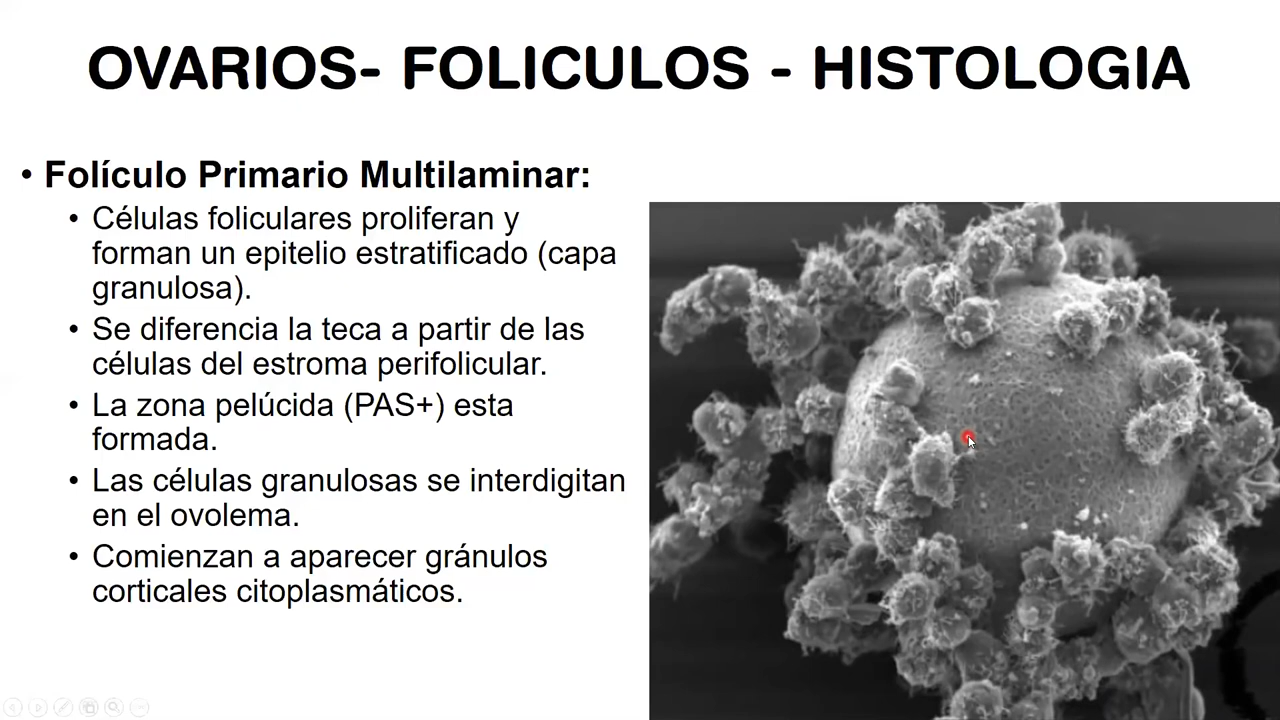 OVARIOS- FOLICULOS - HISTOLOGIA
• Folículo Primario Multilaminar:
• Células foliculares proliferan y
forman un epitelio estratificado (capa
granulosa).
• Se diferencia la teca a partir de las
células del estroma perifolicular.
• La zona pelúcida (PAS+) esta
formada.
• Las células granulosas se interdigitan
en el ovolema.
• Comienzan a aparecer gránulos
corticales citoplasmáticos.